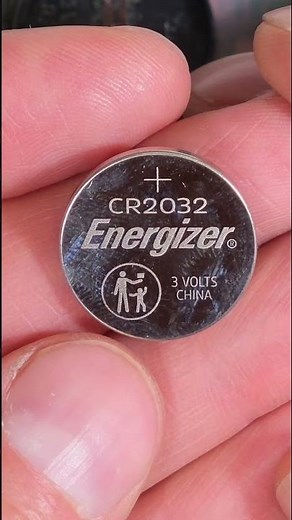 +
CR2032
Energizer®
3 VOLTS
CHINA